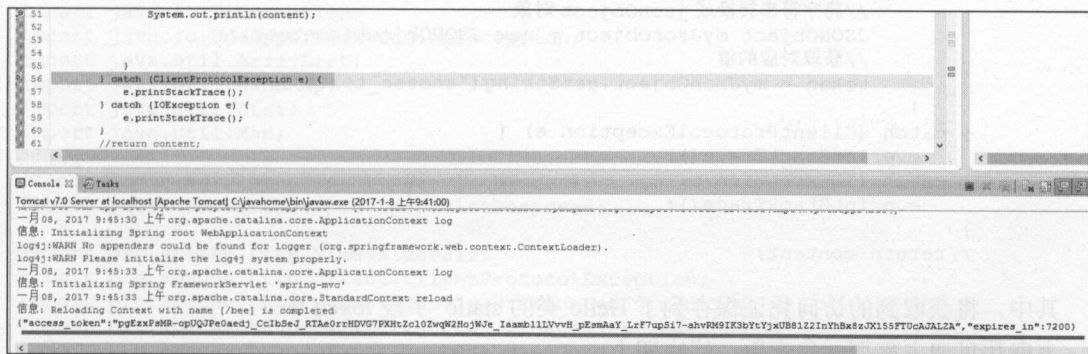 51 System.out.println(content);
52
53
54
55 }
56 } catch (ClientProtocolException e) {
57 e.printStackTrace();
58 } catch (IOException e) {
59 e.printStackTrace();
60 }
61 //return content;
Console Tasks
Tomcat v7.0 Server at localhost [Apache Tomcat] C:\javahome\bin\javaw.exe (2017-1-8 上午9:41:00)
一月 08, 2017 9:45:30 上午 org.apache.catalina.core.ApplicationContext log
信息: Initializing Spring root WebApplicationContext
log4j:WARN No appenders could be found for logger (org.springframework.web.context.ContextLoader).
log4j:WARN Please initialize the log4j system properly.
一月 08, 2017 9:45:33 上午 org.apache.catalina.core.ApplicationContext log
信息: Initializing Spring FrameworkServlet 'spring-mvc'
一月 08, 2017 9:45:33 上午 org.apache.catalina.core.StandardContext reload
信息: Reloading Context with name [/bee] is completed
{"access_token":"pgEzxPsMR-opUQJPe0aedj_CcIbSeJ_RTAe0rrHDVG7PXHtZcl0ZwqW2HojWJe_IaambllLVvvH_pEsmAaY_LrF7upSi7-ahvRM9IK3bYtYjxUB81Z2InYhBx8zJX155FTUcAJALZA","expires_in":7200}